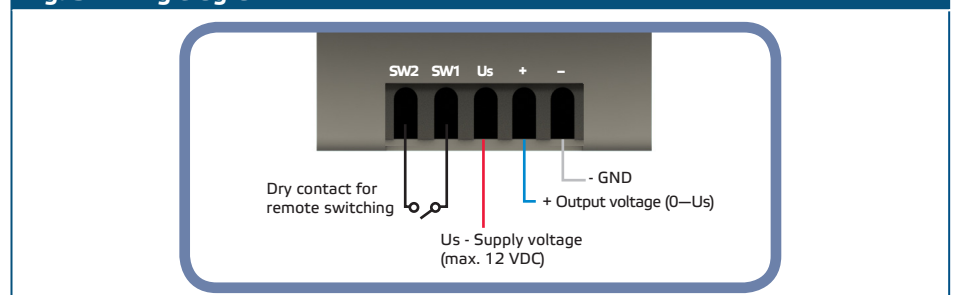 SW2 SW1 Us + –
- GND
+ Output voltage (0—Us)
Dry contact for
remote switching
Us - Supply voltage
(max. 12 VDC)